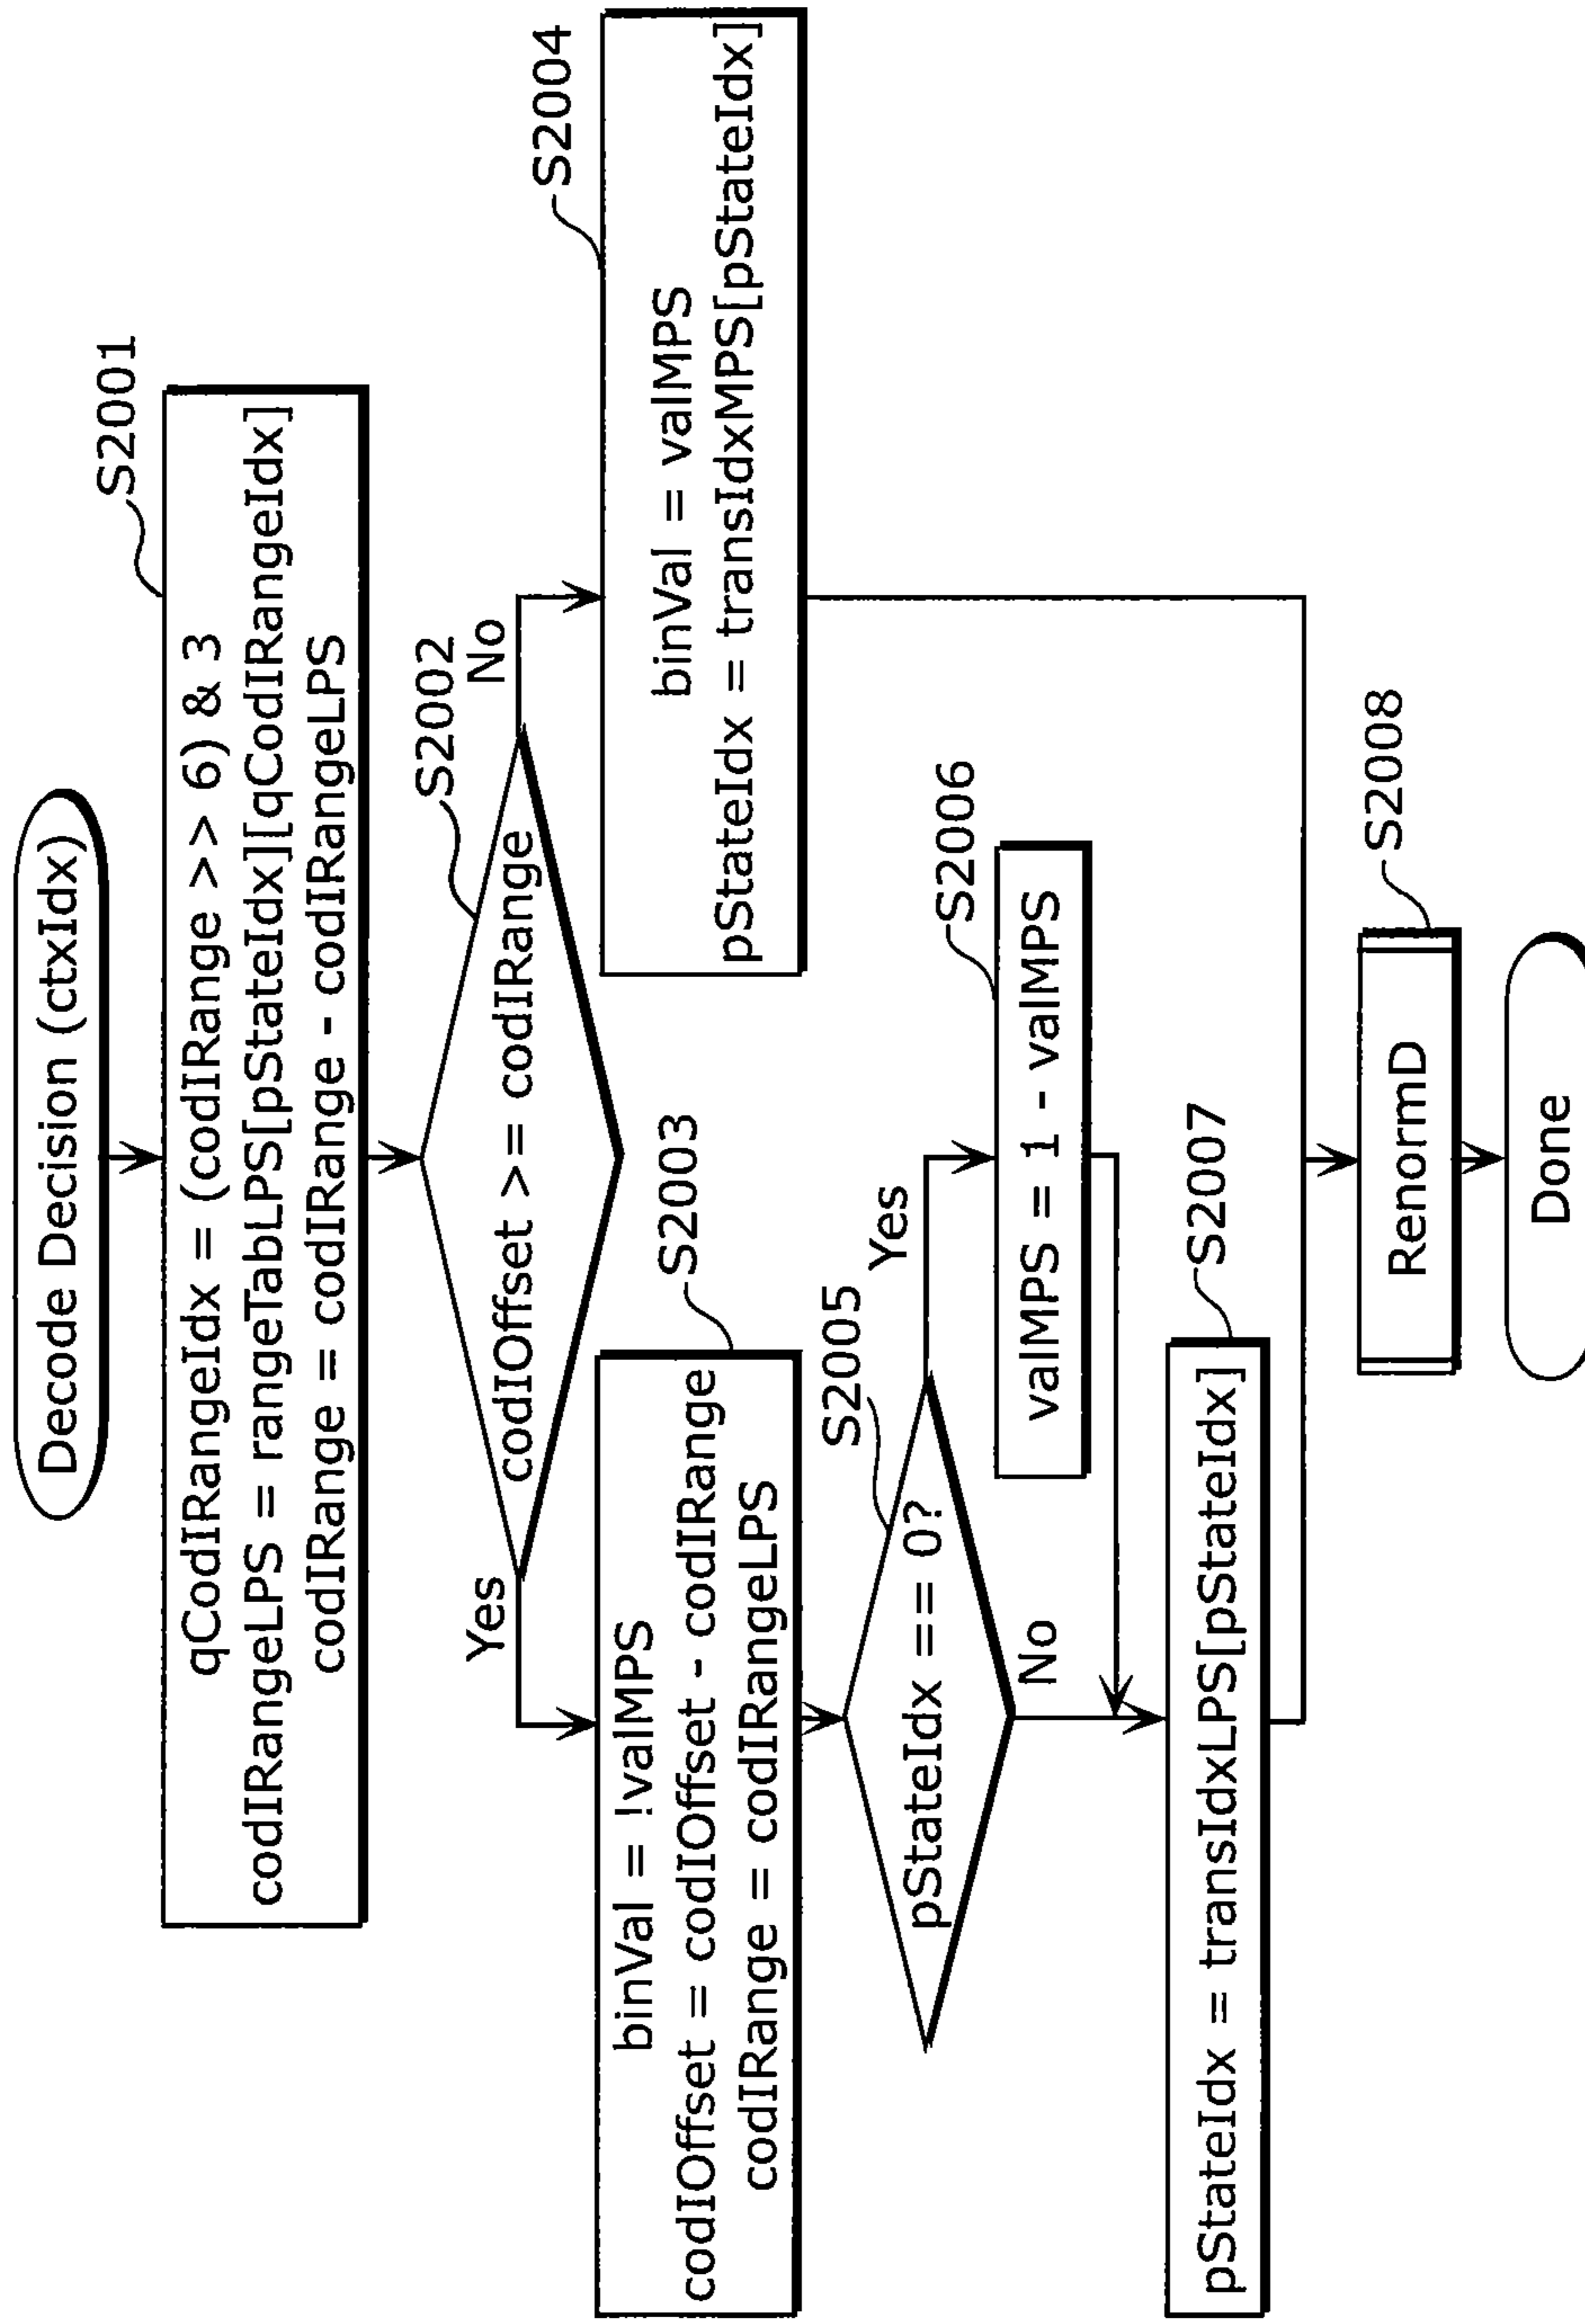 Decode Decision (ctxIdx)
S2001
qCodIRangeIdx = (codIRange >> 6) & 3
codIRangeLPS = rangeTabLPS[pStateIdx][qCodIRangeIdx]
codIRange = codIRange - codIRangeLPS
S2002
codIOffset >= codIRange
Yes
No
S2003
binVal = !valMPS
codIOffset = codIOffset - codIRange
codIRange = codIRangeLPS
S2004
binVal = valMPS
pStateIdx = transIdxMPS[pStateIdx]
S2005
pStateIdx == 0?
Yes
No
S2006
valMPS = 1 - valMPS
S2007
pStateIdx = transIdxLPS[pStateIdx]
S2008
RenormD
Done